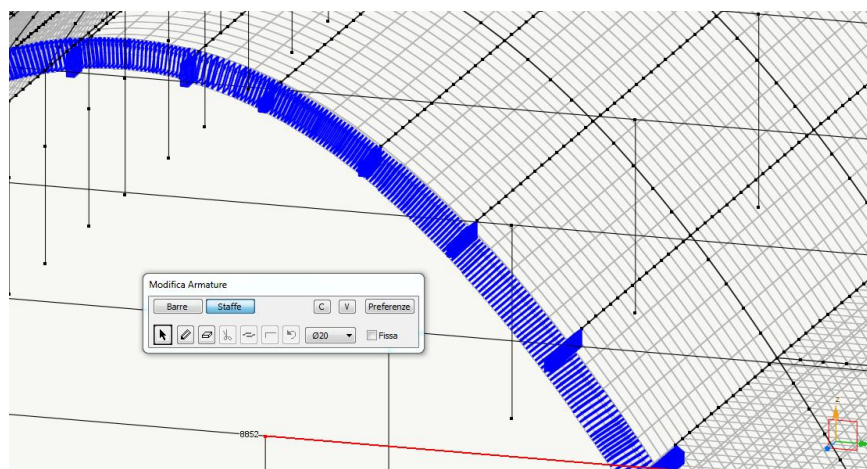 Modifica Armature
Barre Staffe C V Preferenze
Ø20 Fissa
8852
z